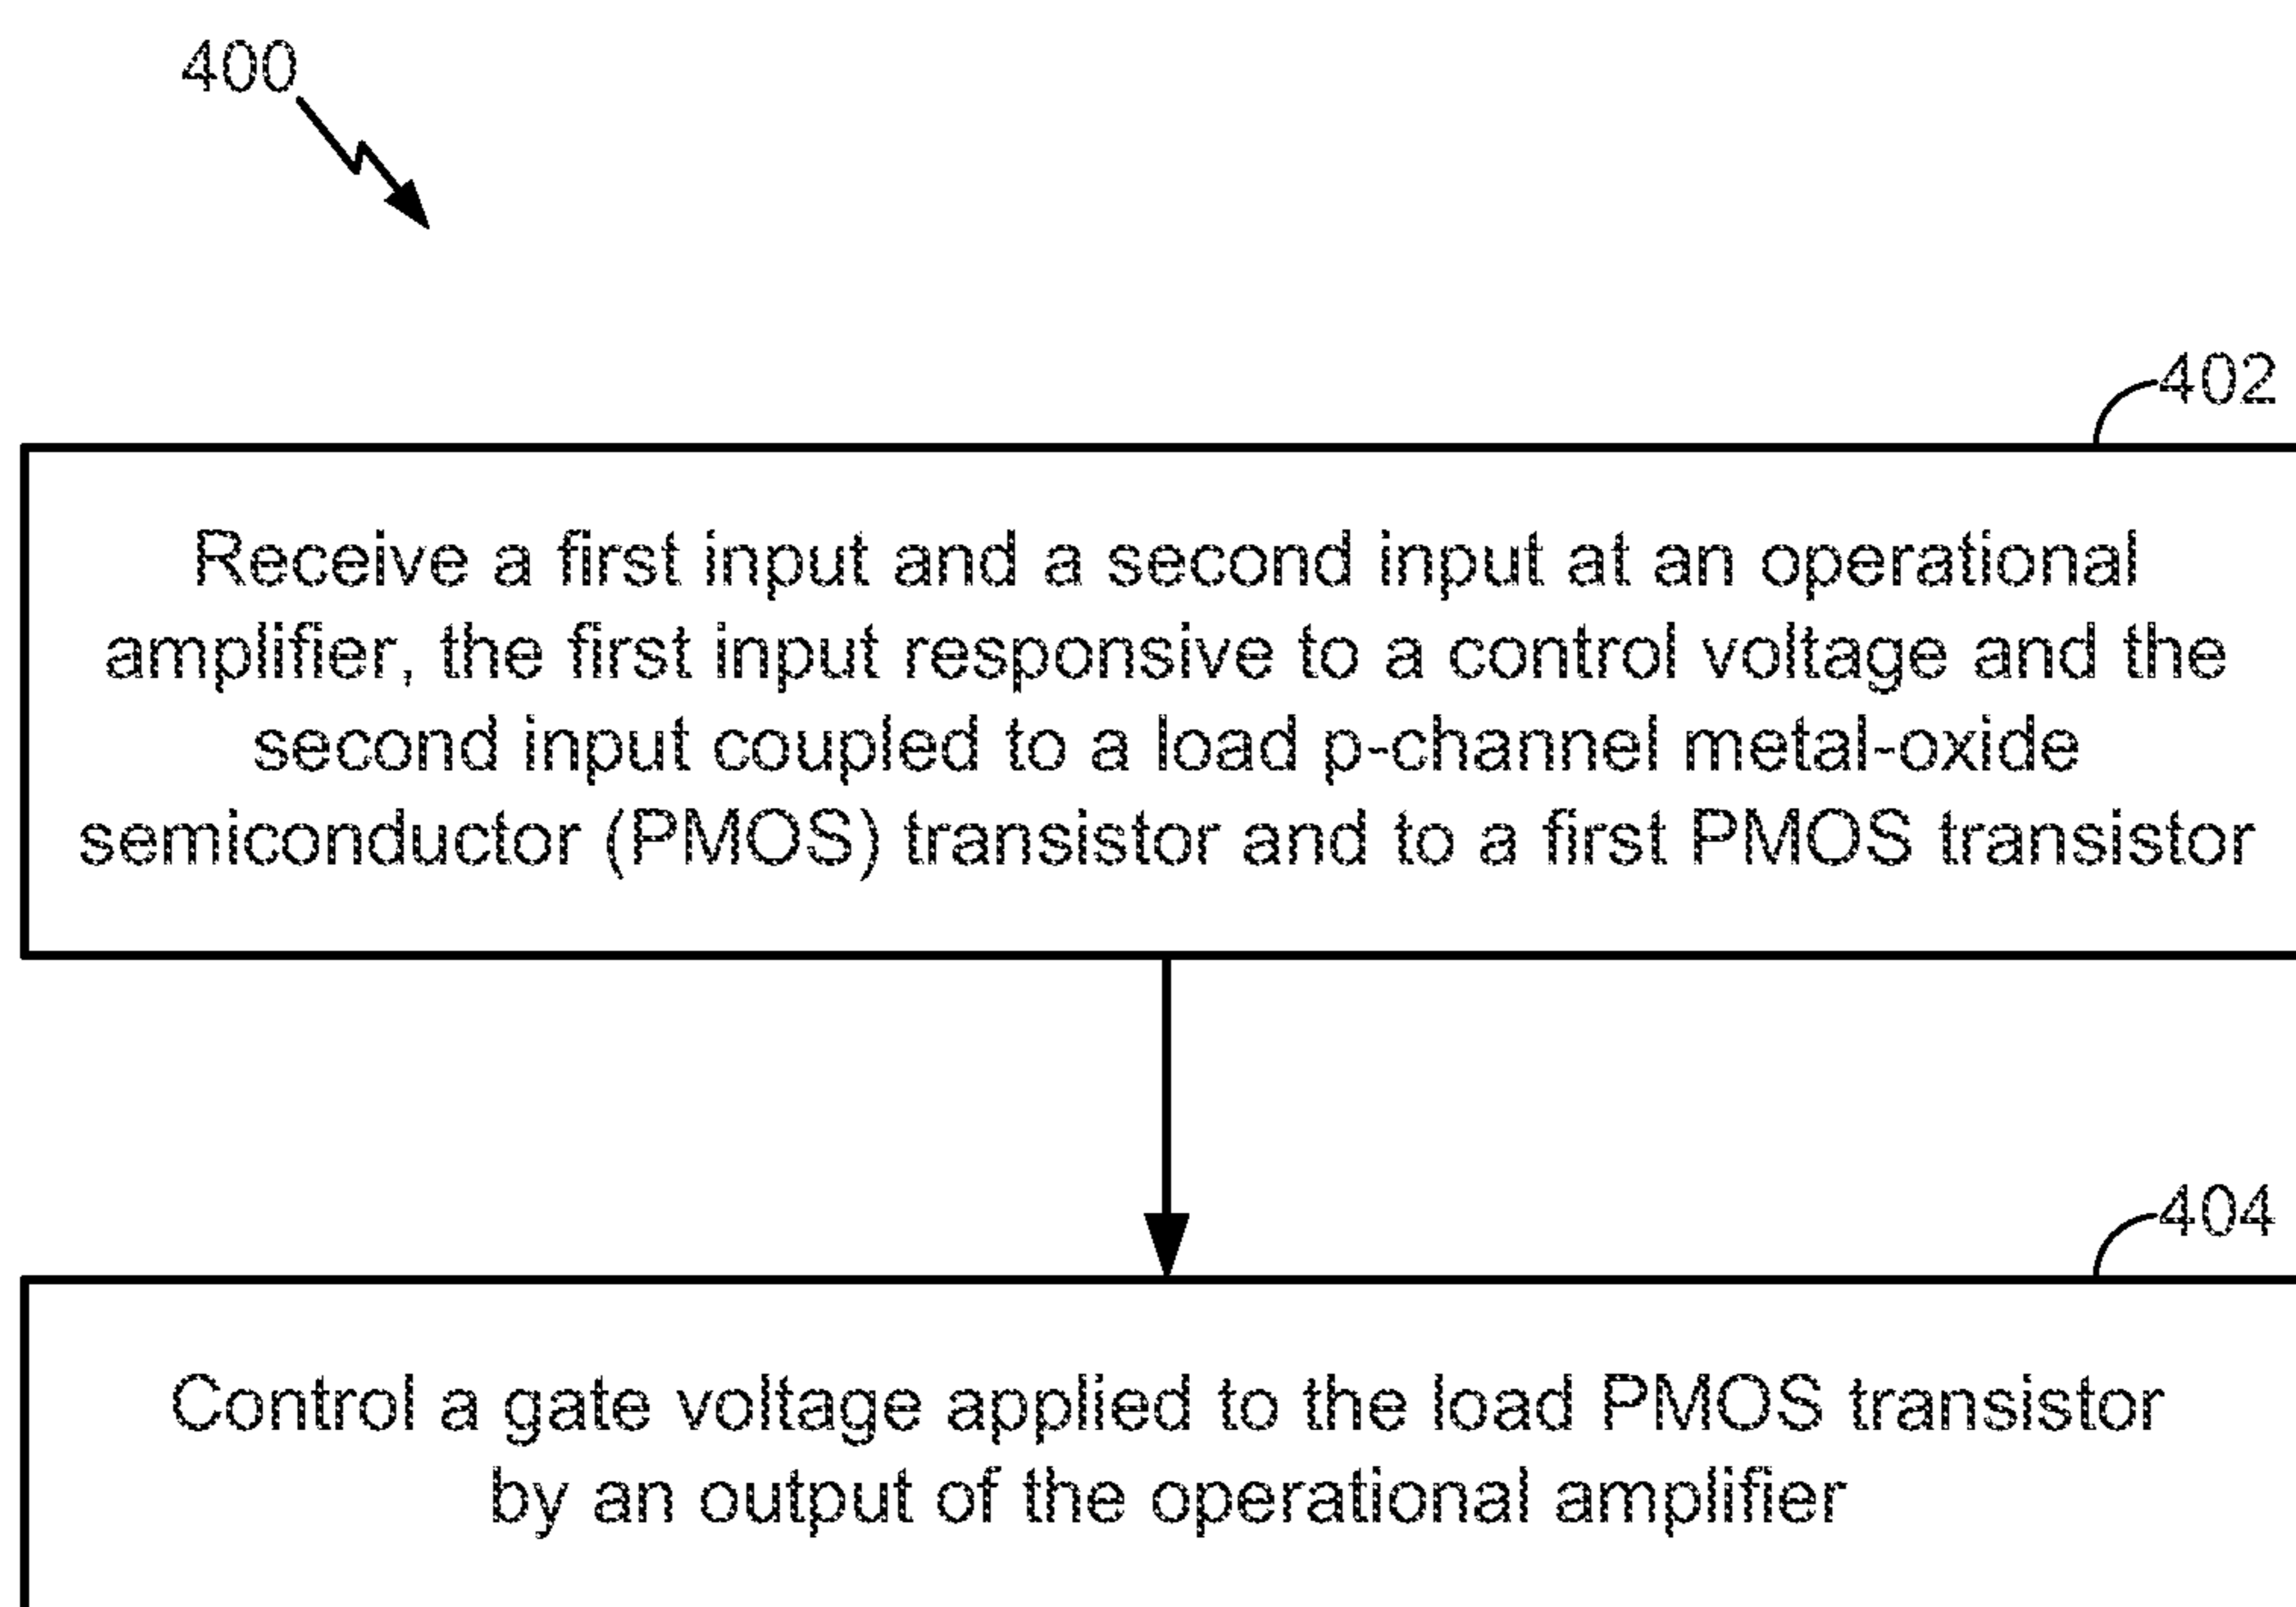 400
402
Receive a first input and a second input at an operational
amplifier, the first input responsive to a control voltage and the
second input coupled to a load p-channel metal-oxide
semiconductor (PMOS) transistor and to a first PMOS transistor
404
Control a gate voltage applied to the load PMOS transistor
by an output of the operational amplifier